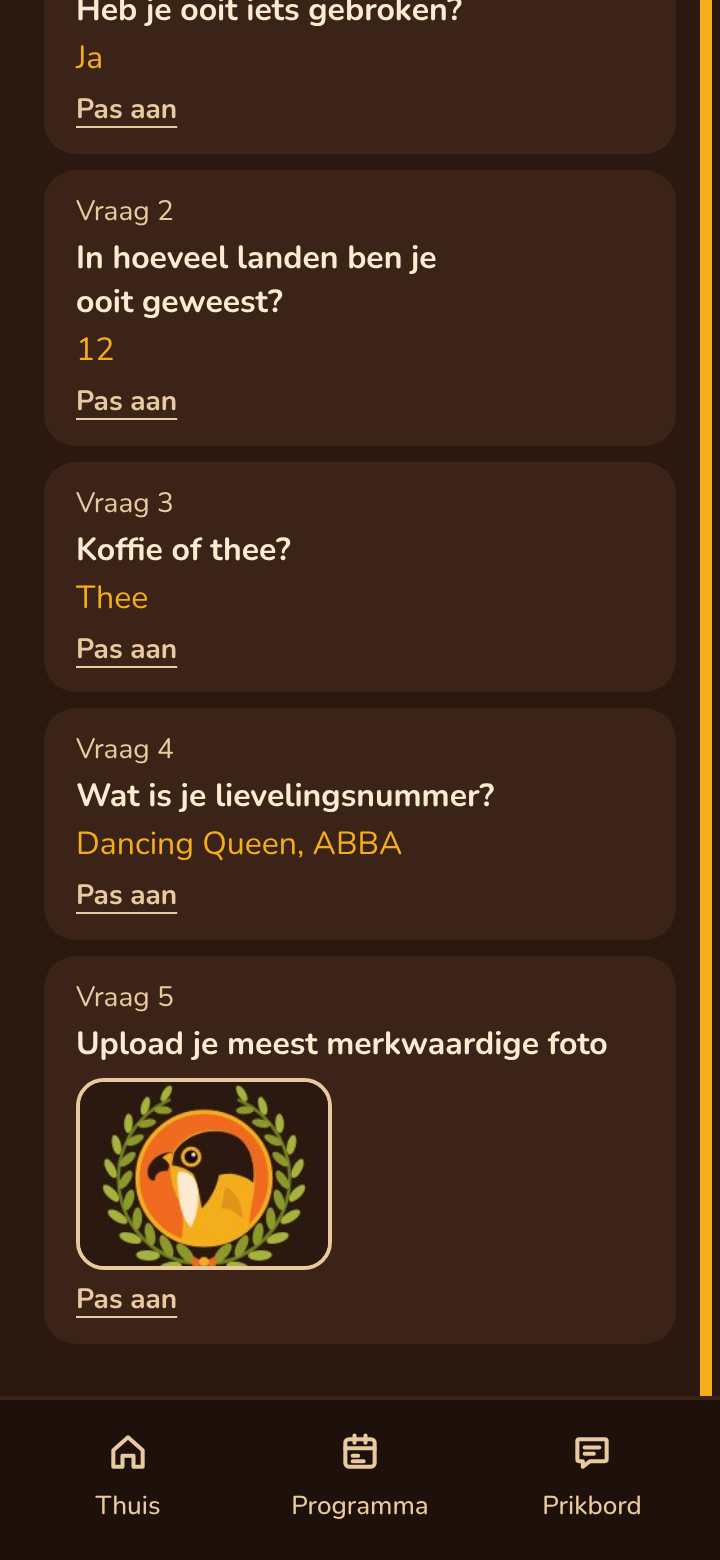 Heb je ooit iets gebroken?
Ja
Pas aan
Vraag 2
In hoeveel landen ben je
ooit geweest?
12
Pas aan
Vraag 3
Koffie of thee?
Thee
Pas aan
Vraag 4
Wat is je lievelingsnummer?
Dancing Queen, ABBA
Pas aan
Vraag 5
Upload je meest merkwaardige foto
Pas aan
Thuis
Programma
Prikbord